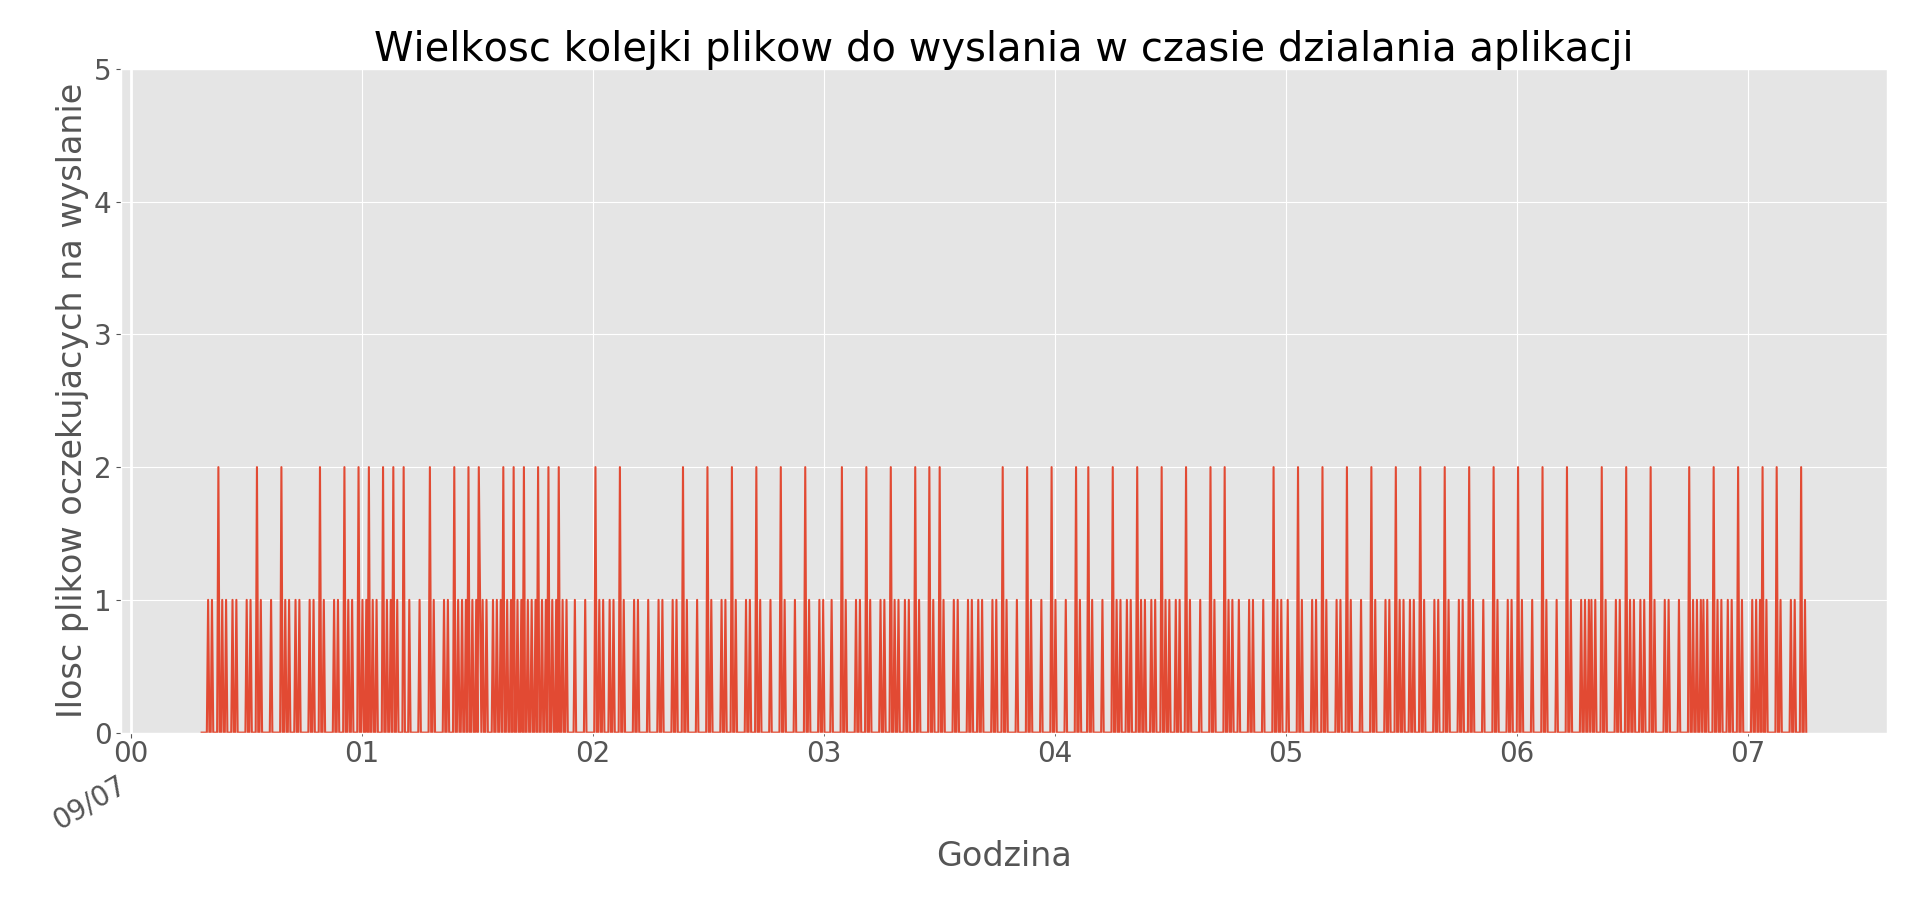 Wielkosc kolejki plikow do wyslania w czasie dzialania aplikacji
Ilosc plikow oczekujacych na wyslanie
5
4
3
2
1
0
00 01 02 03 04 05 06 07
09/07
Godzina